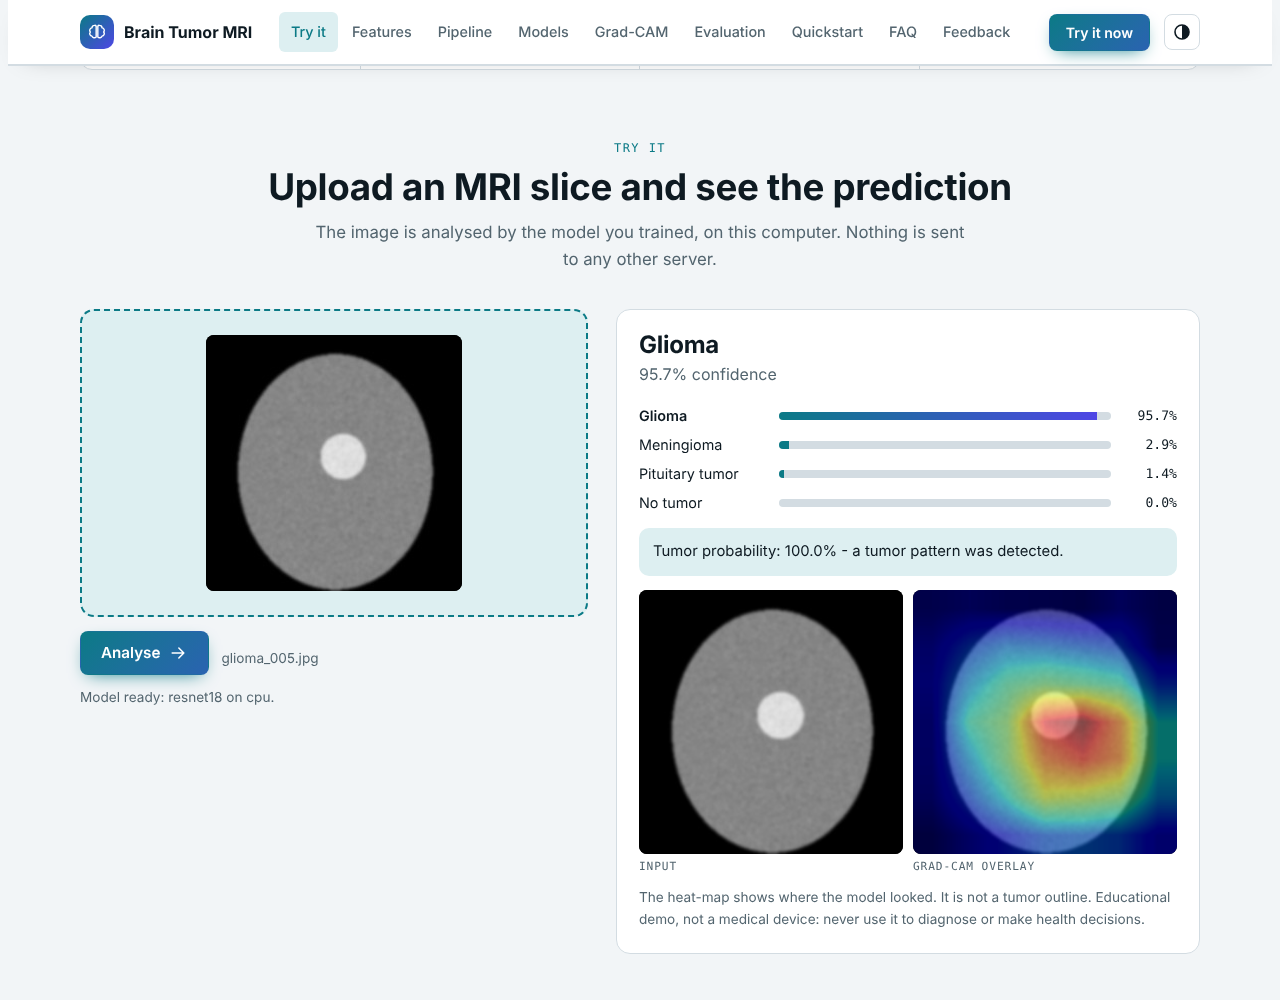 Brain Tumor MRI
Try it
Features
Pipeline
Models
Grad-CAM
Evaluation
Quickstart
FAQ
Feedback
Try it now
TRY IT
Upload an MRI slice and see the prediction
The image is analysed by the model you trained, on this computer. Nothing is sent
to any other server.
Analyse
glioma_005.jpg
Model ready: resnet18 on cpu.
Glioma
95.7% confidence
Glioma 95.7%
Meningioma 2.9%
Pituitary tumor 1.4%
No tumor 0.0%
Tumor probability: 100.0% - a tumor pattern was detected.
INPUT
GRAD-CAM OVERLAY
The heat-map shows where the model looked. It is not a tumor outline. Educational
demo, not a medical device: never use it to diagnose or make health decisions.